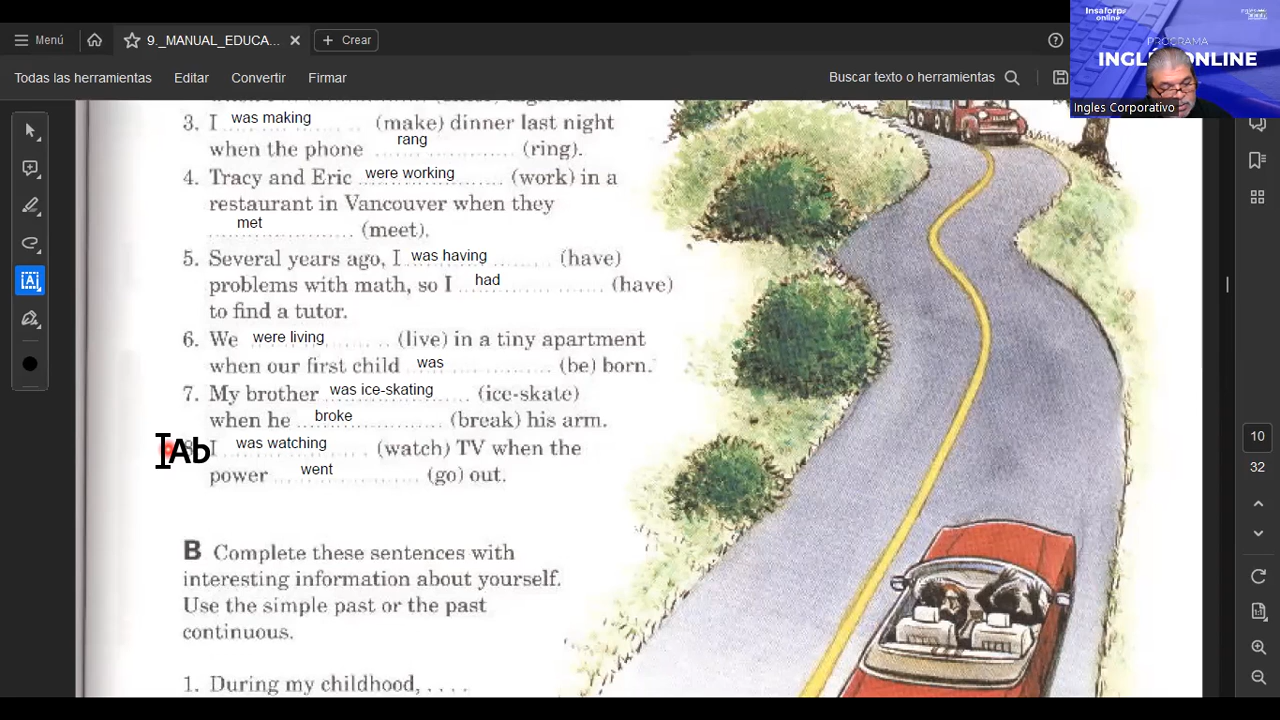 Menú
9._MANUAL_EDUCA...
Crear
Insaforp
online
PROGRAMA
INGLÉS ONLINE
Ingles Corporativo
Todas las herramientas
Editar
Convertir
Firmar
Buscar texto o herramientas
3. I was making (make) dinner last night
when the phone rang (ring).
4. Tracy and Eric were working (work) in a
restaurant in Vancouver when they
met (meet).
5. Several years ago, I was having (have)
problems with math, so I had (have)
to find a tutor.
6. We were living (live) in a tiny apartment
when our first child was (be) born.
7. My brother was ice-skating (ice-skate)
when he broke (break) his arm.
8. I was watching (watch) TV when the
power went (go) out.
Ab
B Complete these sentences with
interesting information about yourself.
Use the simple past or the past
continuous.
1. During my childhood, . . . .
10
32